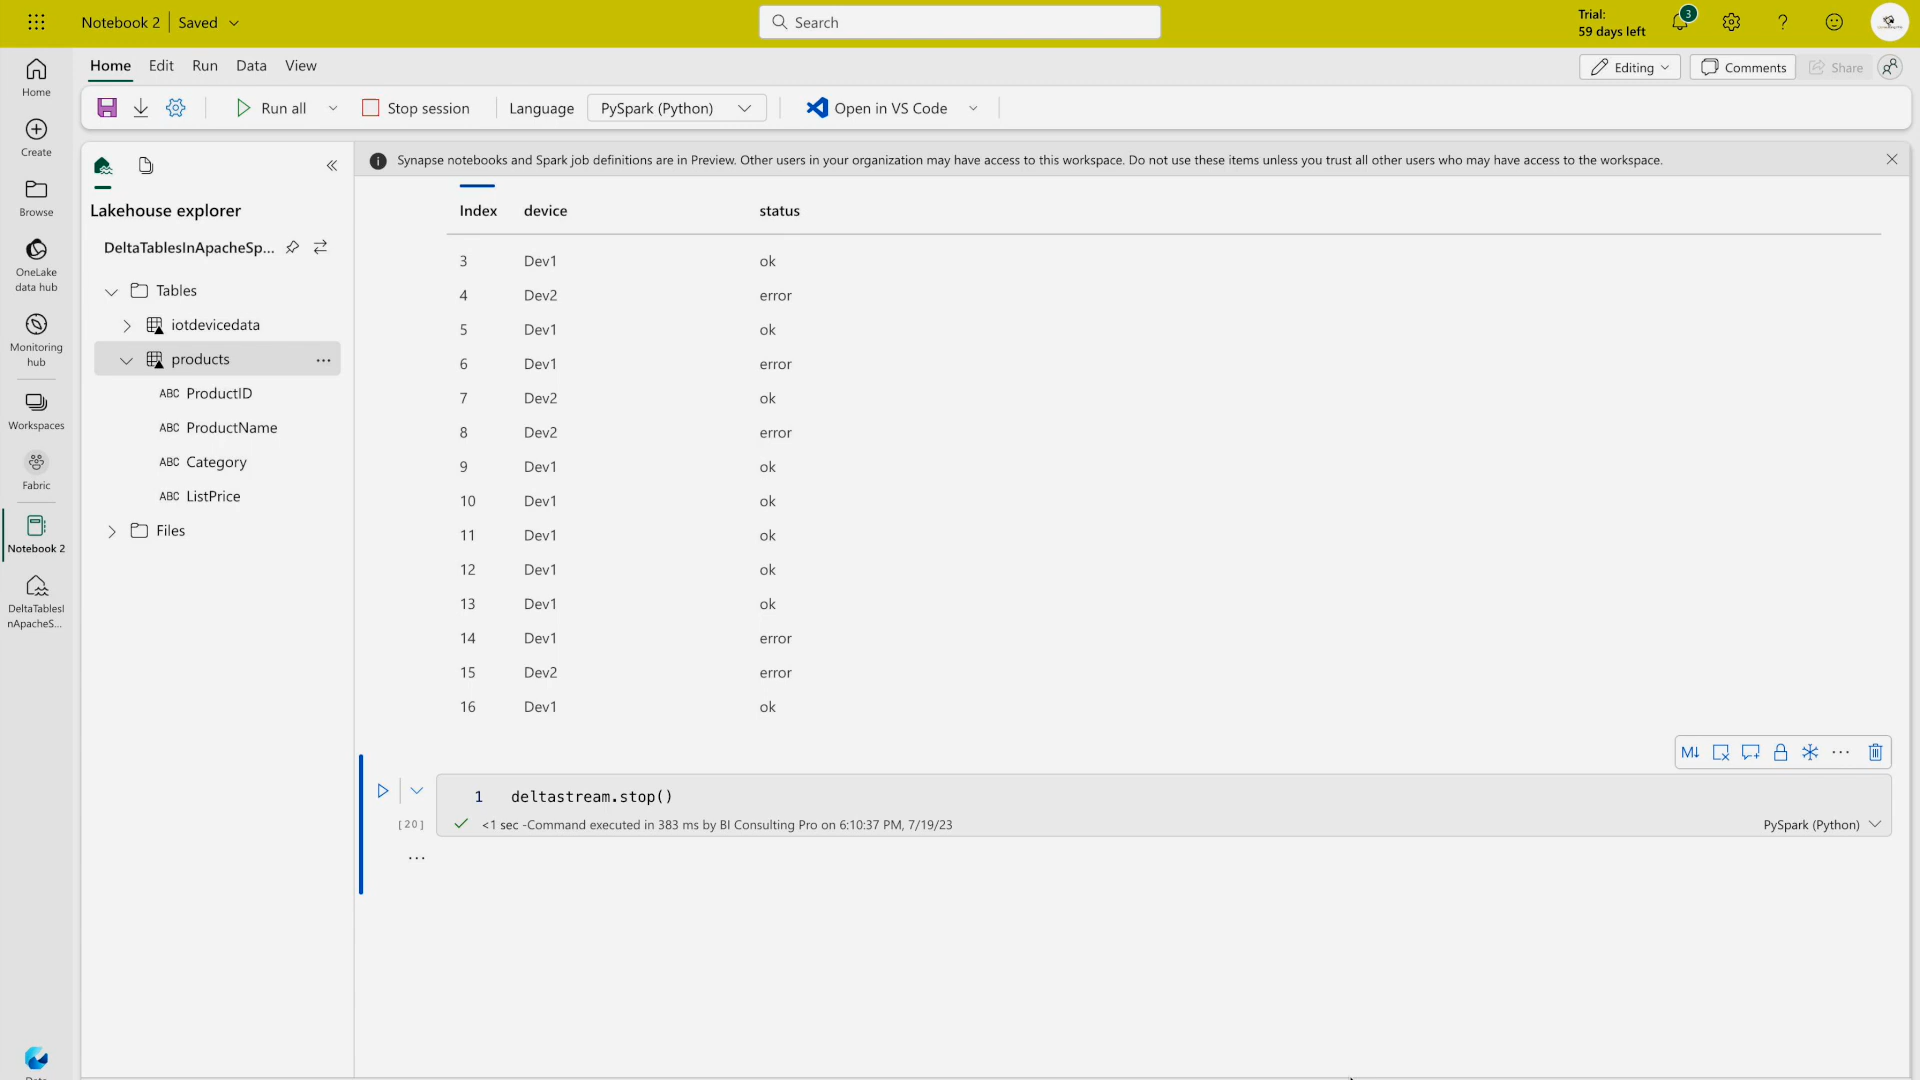 Notebook 2 | Saved
Search
Trial:
59 days left
3
Home Edit Run Data View
Editing
Comments
Share
Run all
Stop session
Language
PySpark (Python)
Open in VS Code
Home
Create
Browse
OneLake
data hub
Monitoring
hub
Workspaces
Fabric
Notebook 2
DeltaTablesI
nApacheS...
Lakehouse explorer
DeltaTablesInApacheSp...
Tables
iotdevicedata
products
ABC ProductID
ABC ProductName
ABC Category
ABC ListPrice
Files
Synapse notebooks and Spark job definitions are in Preview. Other users in your organization may have access to this workspace. Do not use these items unless you trust all other users who may have access to the workspace.
Index device status
3 Dev1 ok
4 Dev2 error
5 Dev1 ok
6 Dev1 error
7 Dev2 ok
8 Dev2 error
9 Dev1 ok
10 Dev1 ok
11 Dev1 ok
12 Dev1 ok
13 Dev1 ok
14 Dev1 error
15 Dev2 error
16 Dev1 ok
M↓
1 deltastream.stop()
[20]
<1 sec -Command executed in 383 ms by BI Consulting Pro on 6:10:37 PM, 7/19/23
PySpark (Python)